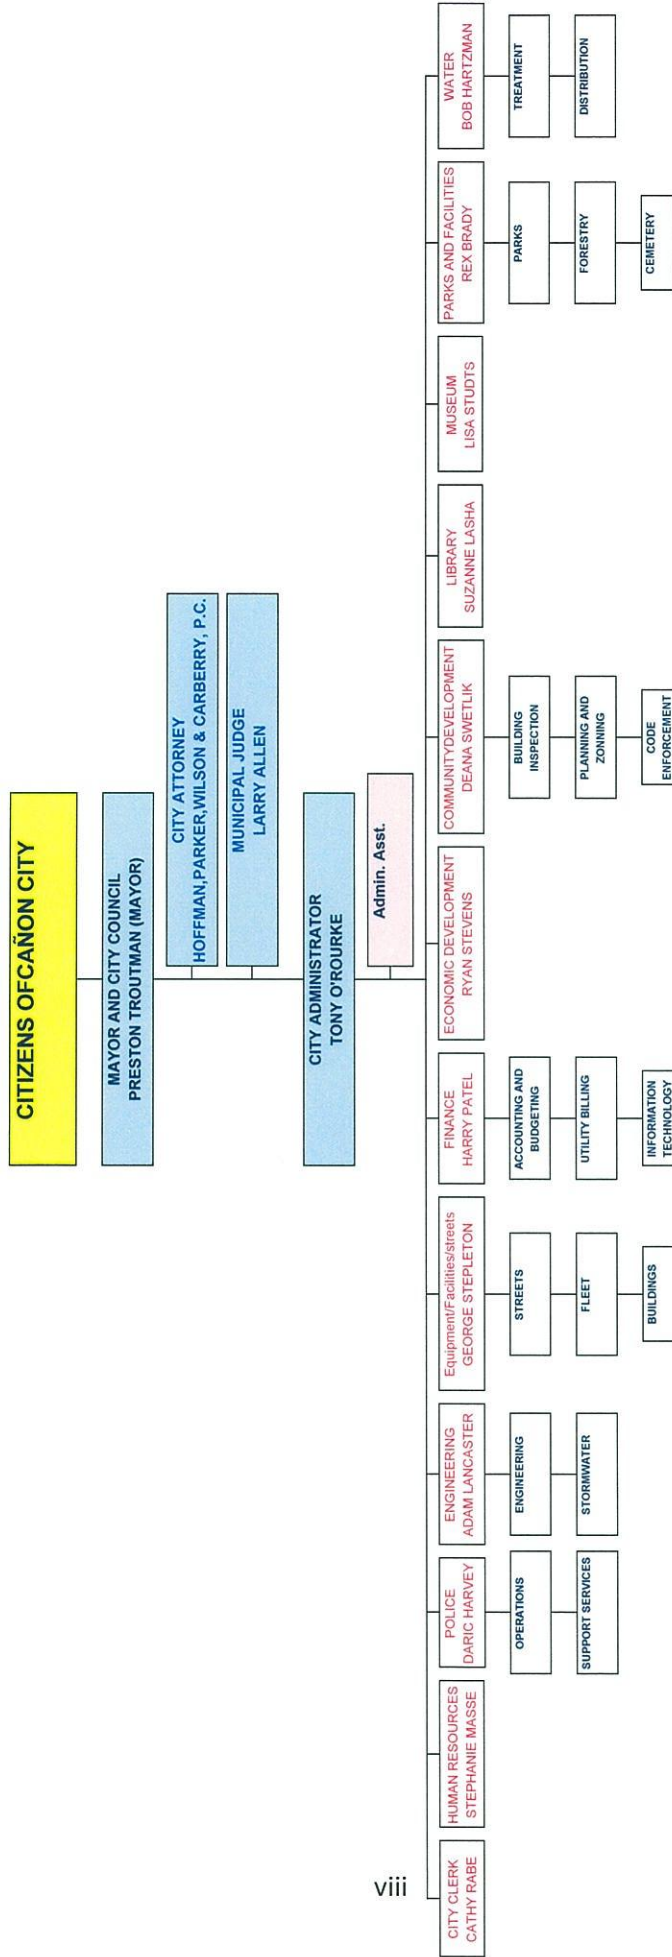 CITIZENS OFCAÑON CITY
MAYOR AND CITY COUNCIL
PRESTON TROUTMAN (MAYOR)
CITY ATTORNEY
HOFFMAN,PARKER,WILSON & CARBERRY, P.C.
MUNICIPAL JUDGE
LARRY ALLEN
CITY ADMINISTRATOR
TONY O'ROURKE
Admin. Asst.
CITY CLERK
CATHY RABE
HUMAN RESOURCES
STEPHANIE MASSE
POLICE
DARIC HARVEY
OPERATIONS
SUPPORT SERVICES
ENGINEERING
ADAM LANCASTER
ENGINEERING
STORMWATER
Equipment/Facilities/streets
GEORGE STEPLETON
STREETS
FLEET
BUILDINGS
FINANCE
HARRY PATEL
ACCOUNTING AND
BUDGETING
UTILITY BILLING
INFORMATION
TECHNOLOGY
ECONOMIC DEVELOPMENT
RYAN STEVENS
COMMUNITYDEVELOPMENT
DEANA SWETLIK
BUILDING
INSPECTION
PLANNING AND
ZONNING
CODE
ENFORCEMENT
LIBRARY
SUZANNE LASHA
MUSEUM
LISA STUDTS
PARKS AND FACILITIES
REX BRADY
PARKS
FORESTRY
CEMETERY
WATER
BOB HARTZMAN
TREATMENT
DISTRIBUTION
viii